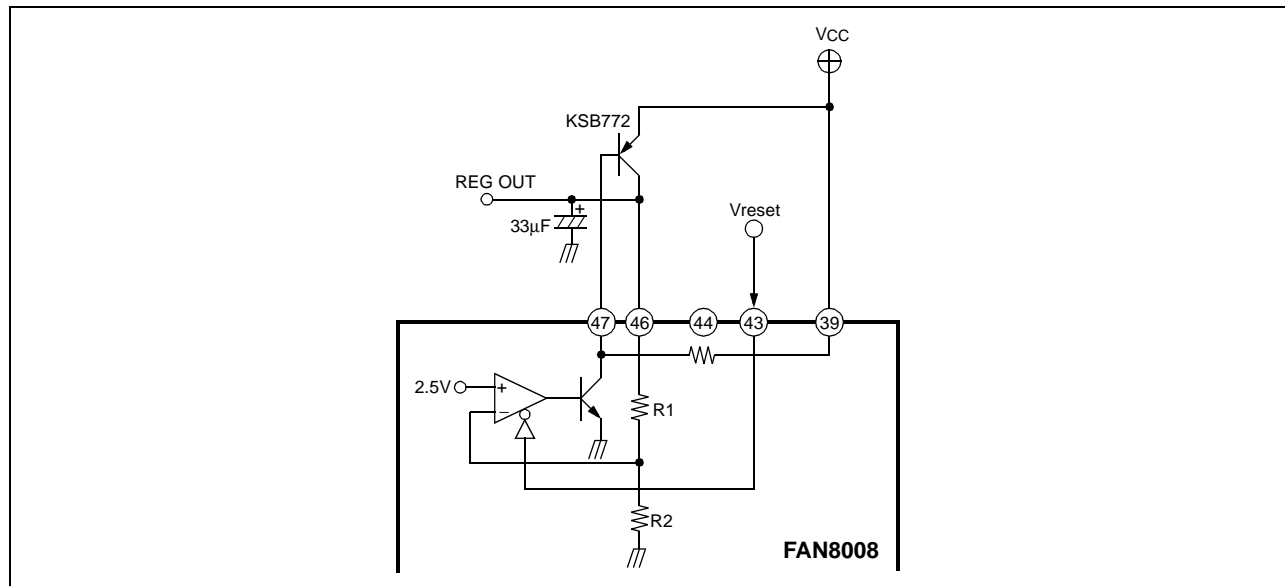 VCC
KSB772
REG OUT
+
33μF
Vreset
47 46 44 43 39
2.5V
+
−
R1
R2
FAN8008